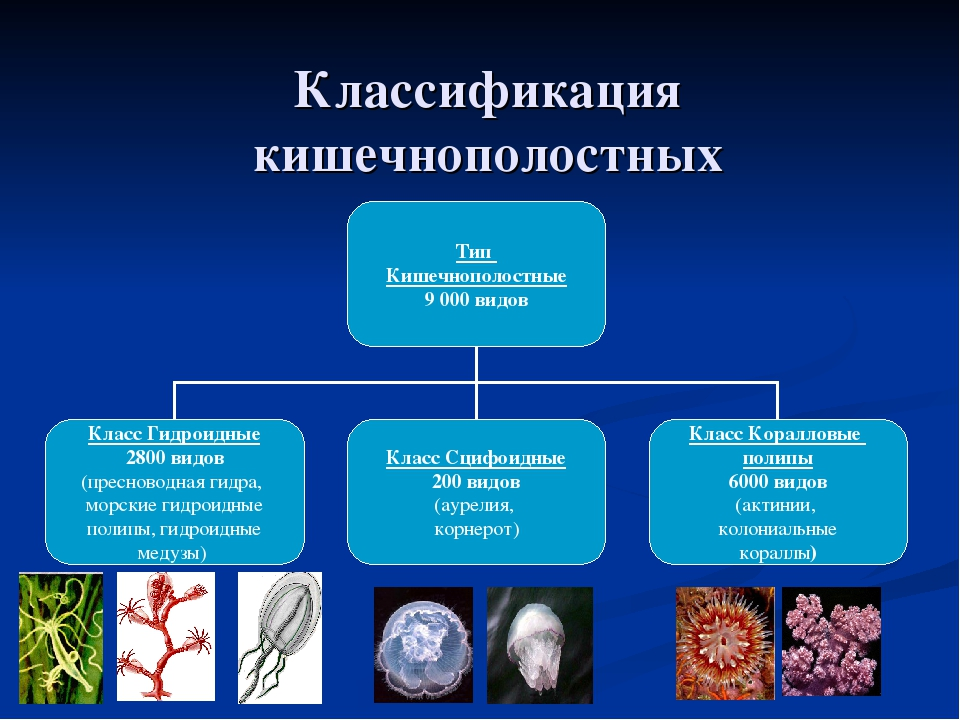 Классификация
кишечнополостных
Тип
Кишечнополостные
9 000 видов
Класс Гидроидные
2800 видов
(пресноводная гидра,
морские гидроидные
полипы, гидроидные
медузы)
Класс Сцифоидные
200 видов
(аурелия,
корнерот)
Класс Коралловые
полипы
6000 видов
(актинии,
колониальные
кораллы)